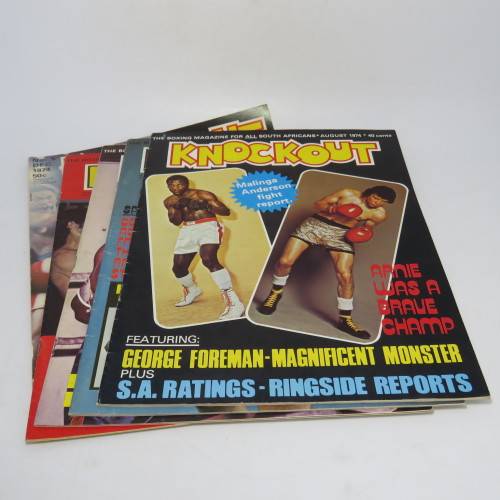 THE BOXING MAGAZINE FOR ALL SOUTH AFRICANS • AUGUST 1974 • 40 CENTS
KNOCKOUT
Malinga
Anderson
fight
report.
ARNIE
WAS A
BRAVE
CHAMP
FEATURING:
GEORGE FOREMAN-MAGNIFICENT MONSTER
PLUS
S.A. RATINGS - RINGSIDE REPORTS
50c